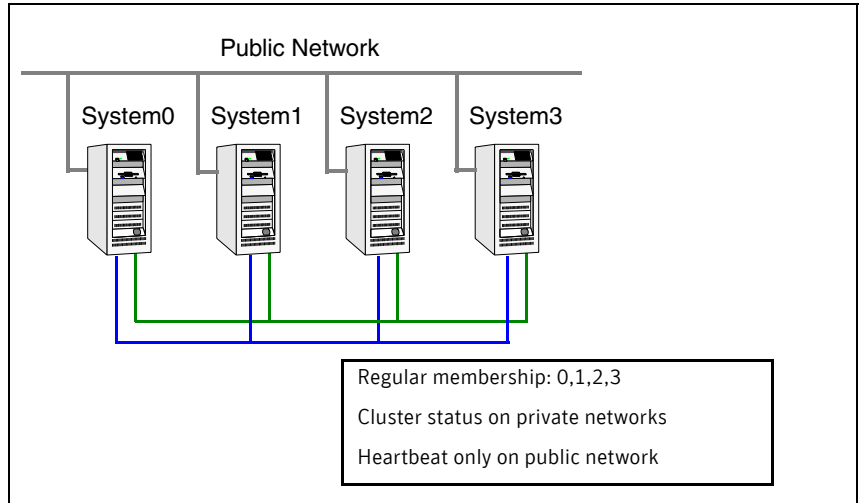 Public Network
System0 System1 System2 System3
Regular membership: 0,1,2,3
Cluster status on private networks
Heartbeat only on public network